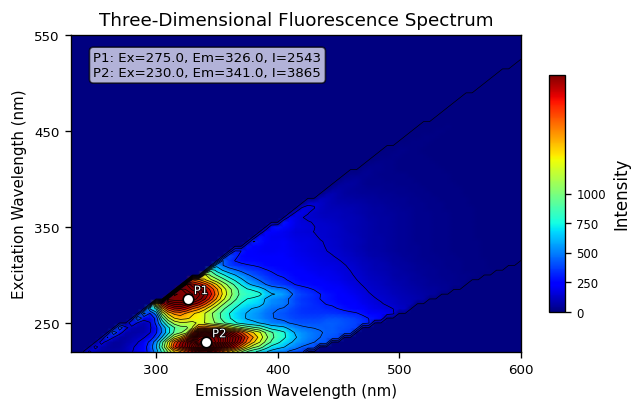 Three-Dimensional Fluorescence Spectrum
P1: Ex=275.0, Em=326.0, I=2543
P2: Ex=230.0, Em=341.0, I=3865
550
450
350
250
Excitation Wavelength (nm)
P1
P2
300
400
500
600
Emission Wavelength (nm)
1000
750
500
250
0
Intensity